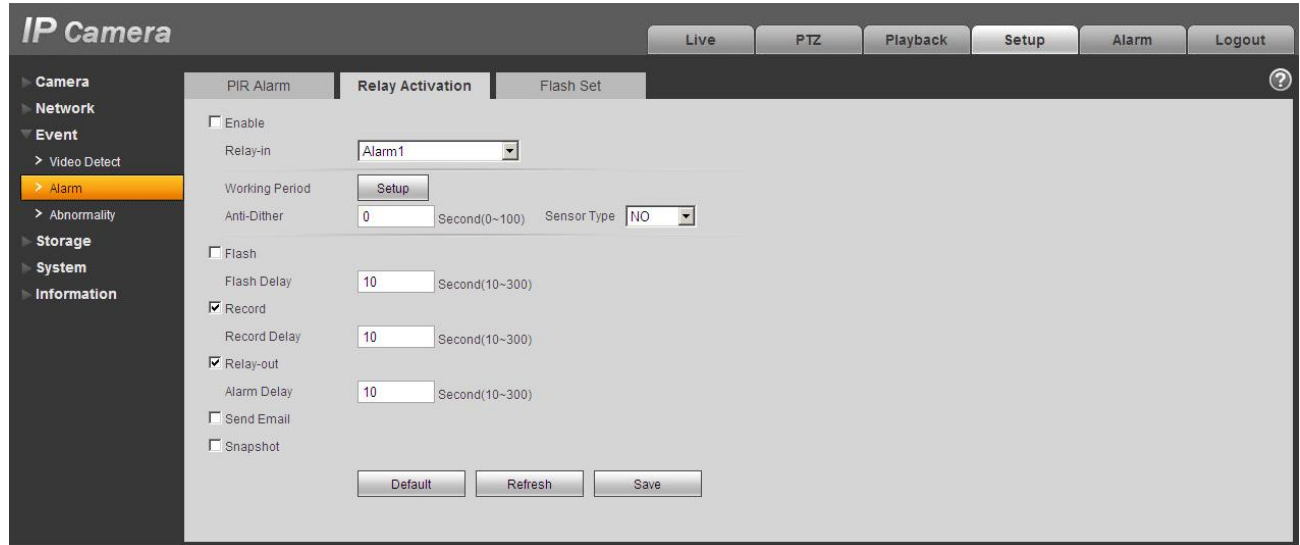 IP Camera
Live PTZ Playback Setup Alarm Logout
Camera
Network
Event
> Video Detect
> Alarm
> Abnormality
Storage
System
Information
PIR Alarm Relay Activation Flash Set ?
Enable
Relay-in Alarm1
Working Period Setup
Anti-Dither 0 Second(0~100) Sensor Type NO
Flash
Flash Delay 10 Second(10~300)
Record
Record Delay 10 Second(10~300)
Relay-out
Alarm Delay 10 Second(10~300)
Send Email
Snapshot
Default Refresh Save